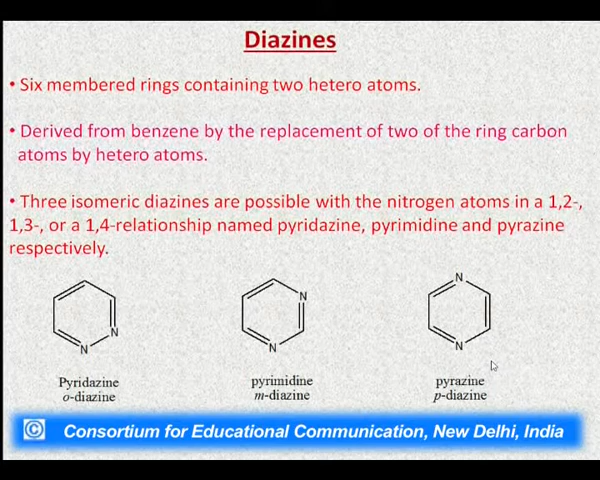 Diazines
• Six membered rings containing two hetero atoms.
• Derived from benzene by the replacement of two of the ring carbon
atoms by hetero atoms.
• Three isomeric diazines are possible with the nitrogen atoms in a 1,2-,
1,3-, or a 1,4-relationship named pyridazine, pyrimidine and pyrazine
respectively.
N
N
Pyridazine
o-diazine
N
N
pyrimidine
m-diazine
N
N
pyrazine
p-diazine
© Consortium for Educational Communication, New Delhi, India